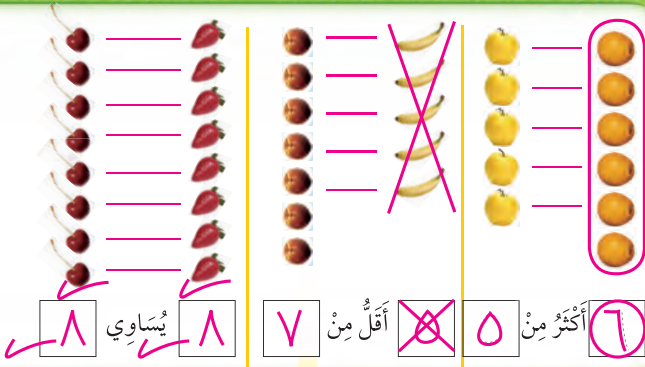 ٦ أَكْثَرُ مِنْ ٥
٥ أَقَلُّ مِنْ ٧
٨ يُسَاوِي ٨